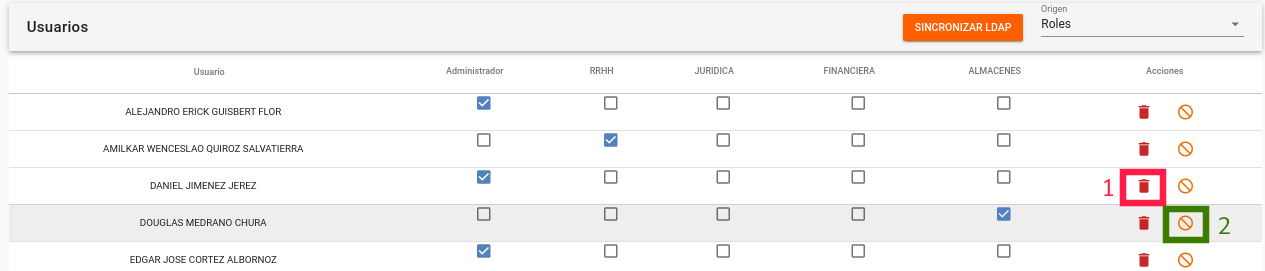 Usuarios
SINCRONIZAR LDAP
Origen
Roles
Usuario Administrador RRHH JURIDICA FINANCIERA ALMACENES Acciones
ALEJANDRO ERICK GUISBERT FLOR
AMILKAR WENCESLAO QUIROZ SALVATIERRA
DANIEL JIMENEZ JEREZ 1
DOUGLAS MEDRANO CHURA 2
EDGAR JOSE CORTEZ ALBORNOZ